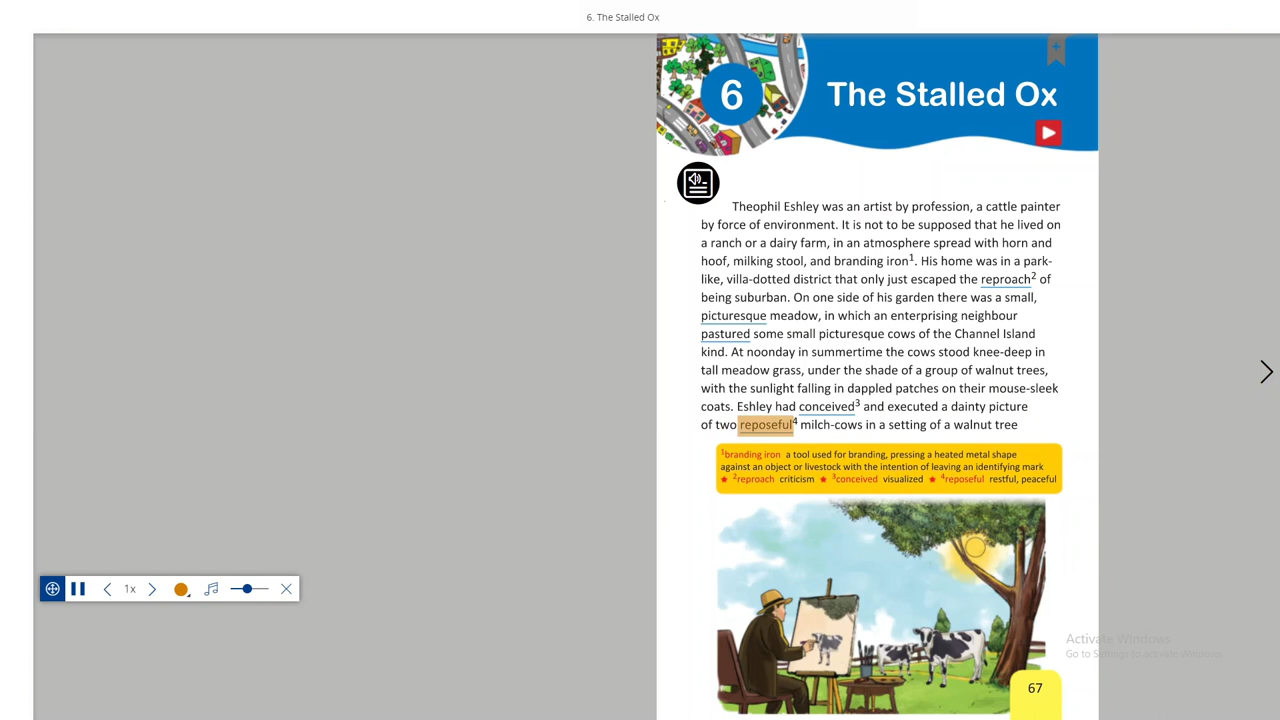 6. The Stalled Ox
6
The Stalled Ox
Theophil Eshley was an artist by profession, a cattle painter
by force of environment. It is not to be supposed that he lived on
a ranch or a dairy farm, in an atmosphere spread with horn and
hoof, milking stool, and branding iron1. His home was in a park-
like, villa-dotted district that only just escaped the reproach2 of
being suburban. On one side of his garden there was a small,
picturesque meadow, in which an enterprising neighbour
pastured some small picturesque cows of the Channel Island
kind. At noonday in summertime the cows stood knee-deep in
tall meadow grass, under the shade of a group of walnut trees,
with the sunlight falling in dappled patches on their mouse-sleek
coats. Eshley had conceived3 and executed a dainty picture
of two reposeful4 milch-cows in a setting of a walnut tree
1branding iron a tool used for branding, pressing a heated metal shape
against an object or livestock with the intention of leaving an identifying mark
★ 2reproach criticism ★ 3conceived visualized ★ 4reposeful restful, peaceful
1x
Activate Windows
Go to Settings to activate Windows.
67